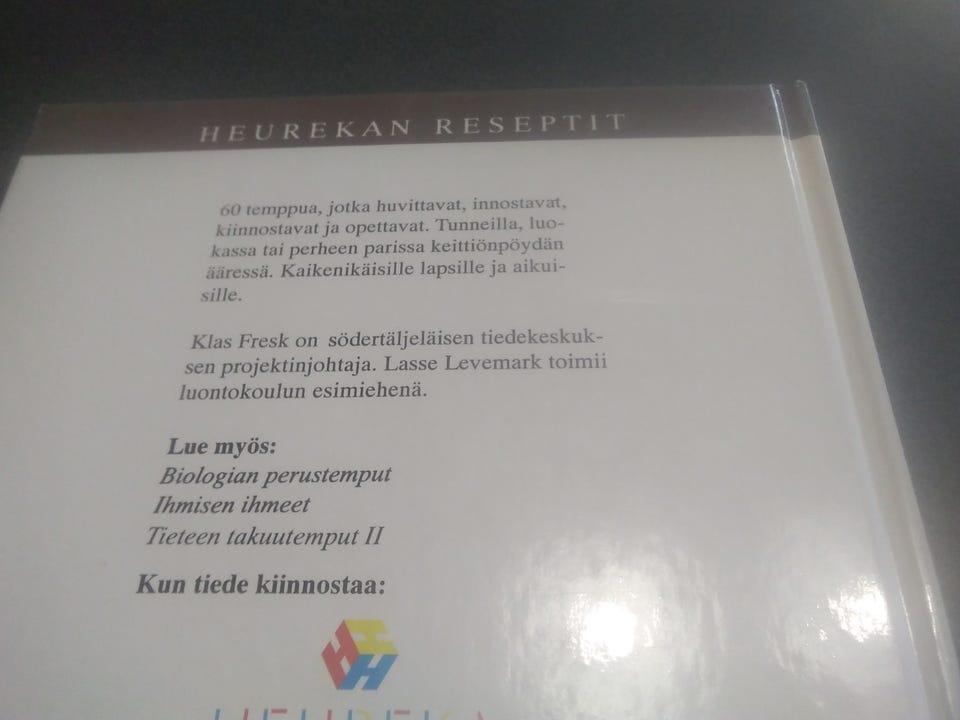 HEUREKAN RESEPTIT
60 temppua, jotka huvittavat, innostavat,
kiinnostavat ja opettavat. Tunneilla, luo-
kassa tai perheen parissa keittiönpöydän
ääressä. Kaikenikäisille lapsille ja aikui-
sille.
Klas Fresk on södertäljeläisen tiedekeskuk-
sen projektinjohtaja. Lasse Levemark toimii
luontokoulun esimiehenä.
Lue myös:
Biologian perustemput
Ihmisen ihmeet
Tieteen takuutemput II
Kun tiede kiinnostaa:
HEUREKA